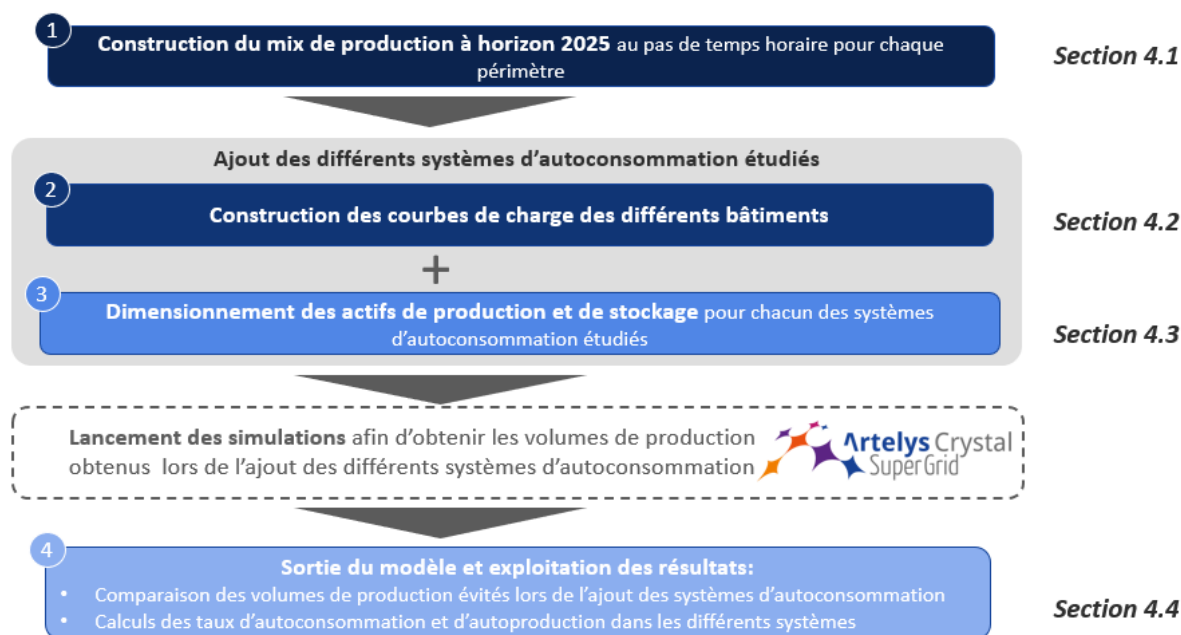 1
Construction du mix de production à horizon 2025 au pas de temps horaire pour chaque
périmètre
Section 4.1
Ajout des différents systèmes d'autoconsommation étudiés
2
Construction des courbes de charge des différents bâtiments
Section 4.2
+
3
Dimensionnement des actifs de production et de stockage pour chacun des systèmes
d'autoconsommation étudiés
Section 4.3
Lancement des simulations afin d'obtenir les volumes de production
obtenus lors de l'ajout des différents systèmes d'autoconsommation
Artelys Crystal
SuperGrid
4
Sortie du modèle et exploitation des résultats:
• Comparaison des volumes de production évités lors de l'ajout des systèmes d'autoconsommation
• Calculs des taux d'autoconsommation et d'autoproduction dans les différents systèmes
Section 4.4